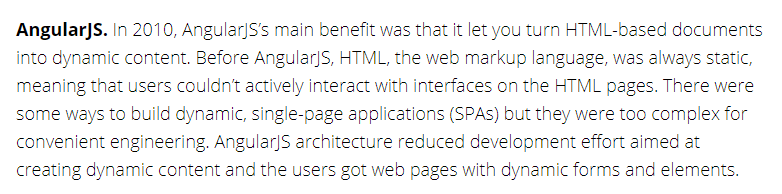 AngularJS. In 2010, AngularJS's main benefit was that it let you turn HTML-based documents
into dynamic content. Before AngularJS, HTML, the web markup language, was always static,
meaning that users couldn't actively interact with interfaces on the HTML pages. There were
some ways to build dynamic, single-page applications (SPAs) but they were too complex for
convenient engineering. AngularJS architecture reduced development effort aimed at
creating dynamic content and the users got web pages with dynamic forms and elements.